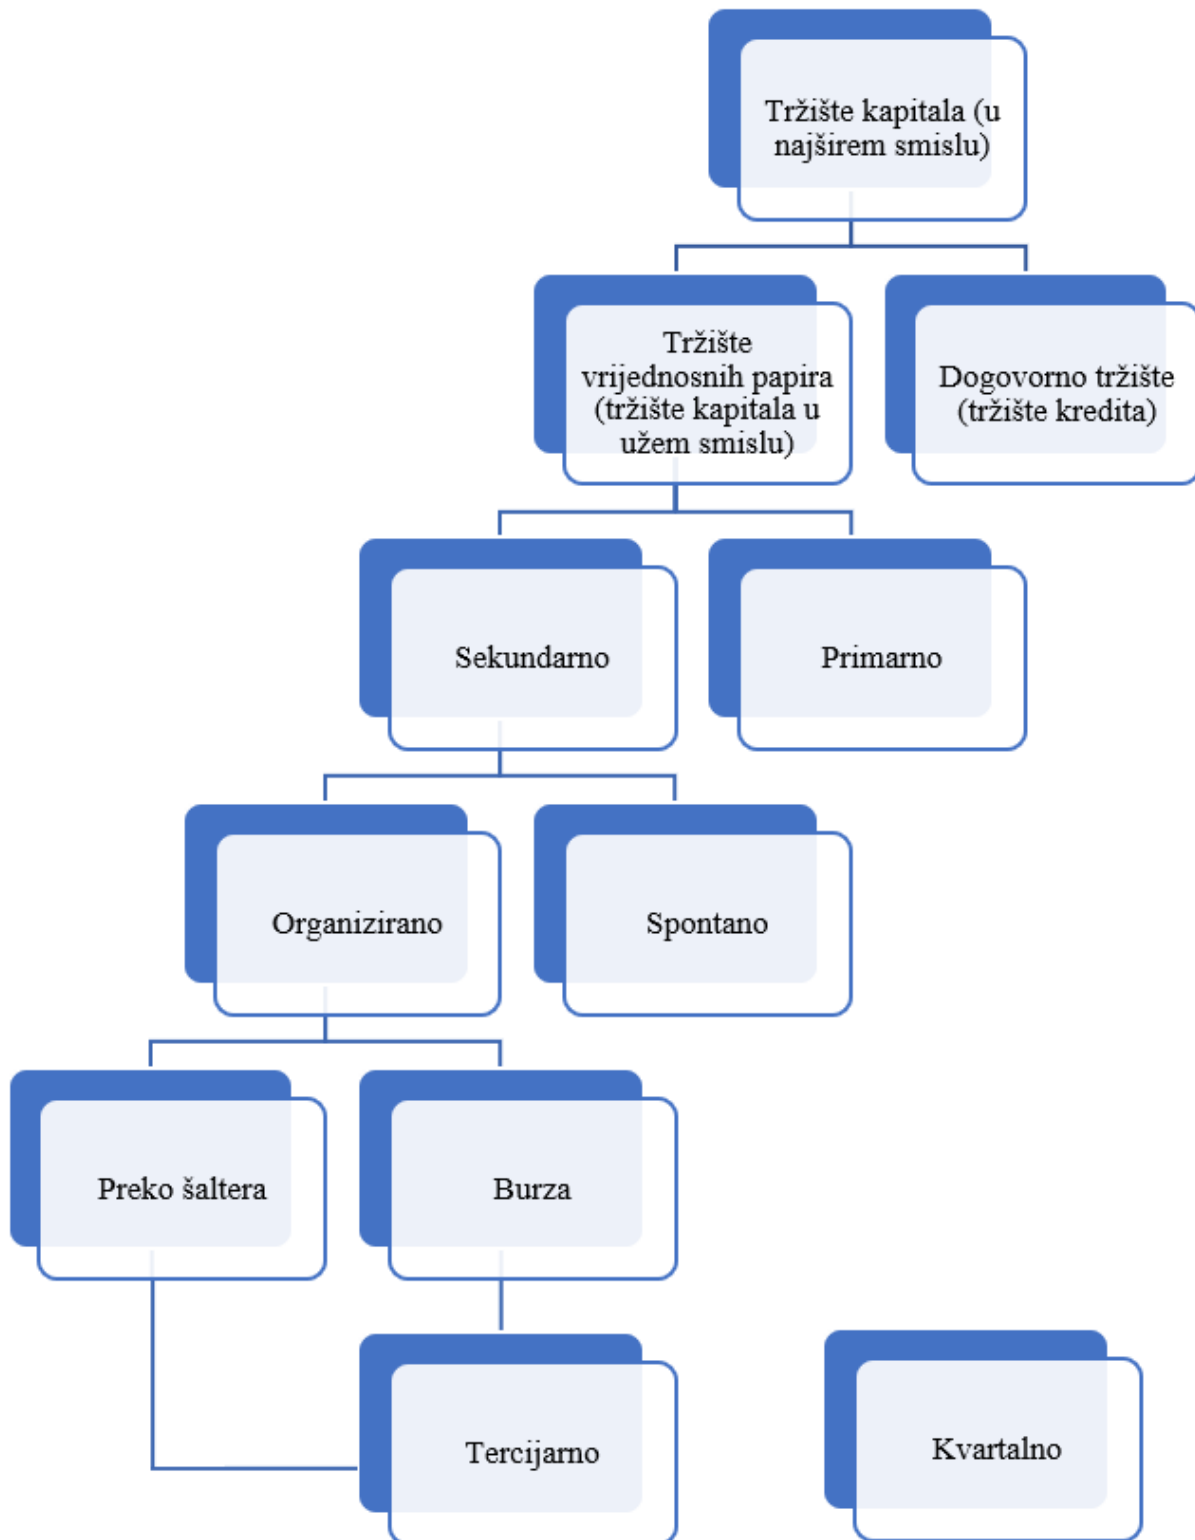 Tržište kapitala (u
najširem smislu)
Tržište
vrijednosnih papira
(tržište kapitala u
užem smislu)
Dogovorno tržište
(tržište kredita)
Sekundarno
Primarno
Organizirano
Spontano
Preko šaltera
Burza
Tercijarno
Kvartalno